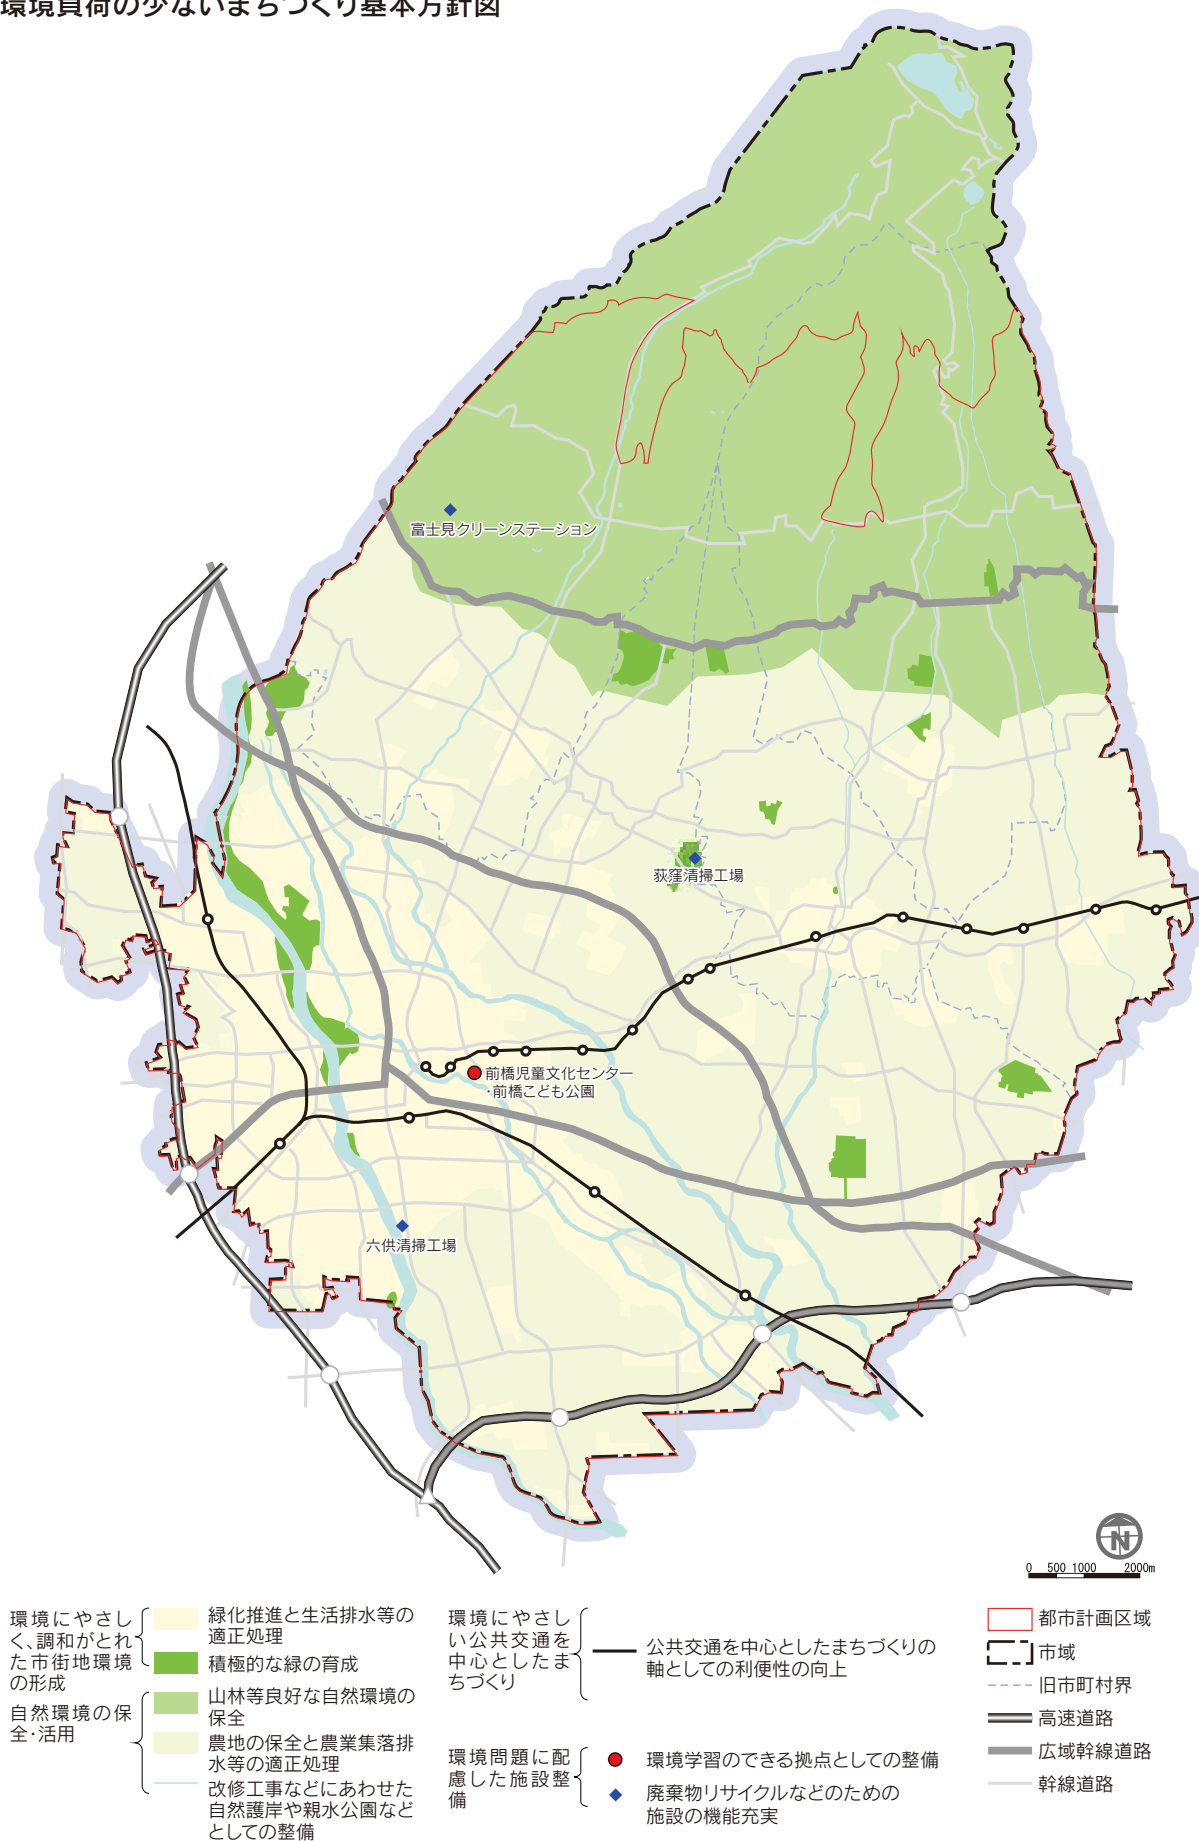 環境負荷の少ないまちづくり基本方針図
富士見クリーンステーション
荻窪清掃工場
前橋児童文化センター
・前橋こども公園
六供清掃工場
N
0 500 1000 2000m
環境にやさし
く、調和がとれ
た市街地環境
の形成
緑化推進と生活排水等の
適正処理
積極的な緑の育成
自然環境の保
全・活用
山林等良好な自然環境の
保全
農地の保全と農業集落排
水等の適正処理
改修工事などにあわせた
自然護岸や親水公園など
としての整備
環境にやさし
い公共交通を
中心としたま
ちづくり
公共交通を中心としたまちづくりの
軸としての利便性の向上
環境問題に配
慮した施設整
備
環境学習のできる拠点としての整備
廃棄物リサイクルなどのための
施設の機能充実
都市計画区域
市域
旧市町村界
高速道路
広域幹線道路
幹線道路